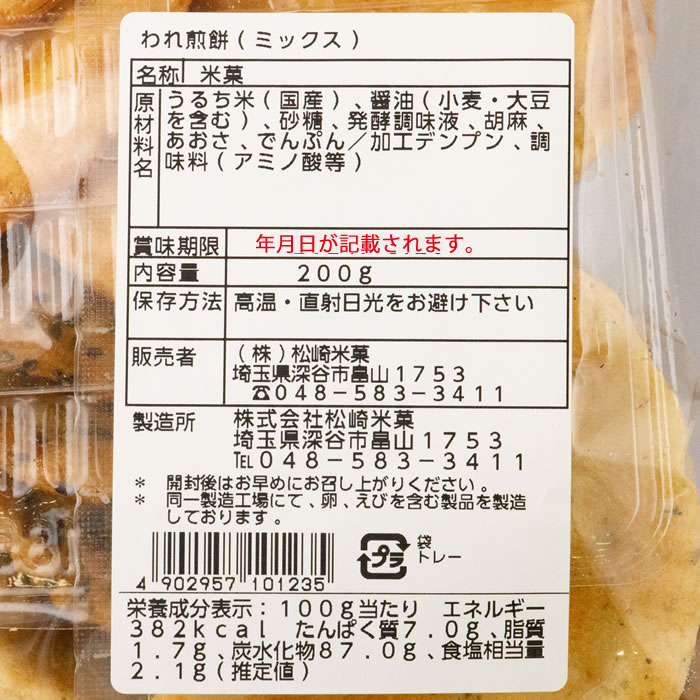 われ煎餅(ミックス)
名称 米菓
原材料名 うるち米(国産)、醤油(小麦・大豆
を含む)、砂糖、発酵調味液、胡麻、
あおさ、でんぷん/加工デンプン、調
味料(アミノ酸等)
賞味期限 年月日が記載されます。
内容量 200g
保存方法 高温・直射日光をお避け下さい
販売者 (株)松崎米菓
埼玉県深谷市畠山1753
☎048-583-3411
製造所 株式会社松崎米菓
埼玉県深谷市畠山1753
℡048-583-3411
* 開封後はお早めにお召し上がりください。
* 同一製造工場にて、卵、えびを含む製品を製造
しております。
プラ
袋
トレー
4 902957 101235
栄養成分表示:100g当たり エネルギー
382kcal たんぱく質7.0g、脂質
1.7g、炭水化物87.0g、食塩相当量
2.1g(推定値)